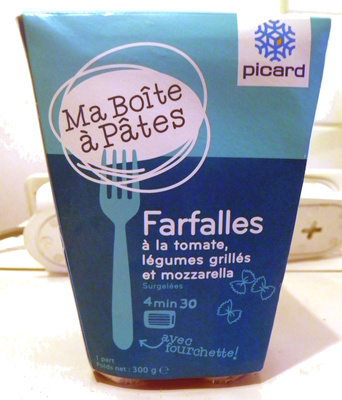 picard
Ma Boîte
à Pâtes
Farfalles
à la tomate,
légumes grillés
et mozzarella
Surgelées
4 min 30
avec
fourchette!
1 part
Poids net : 300 g e